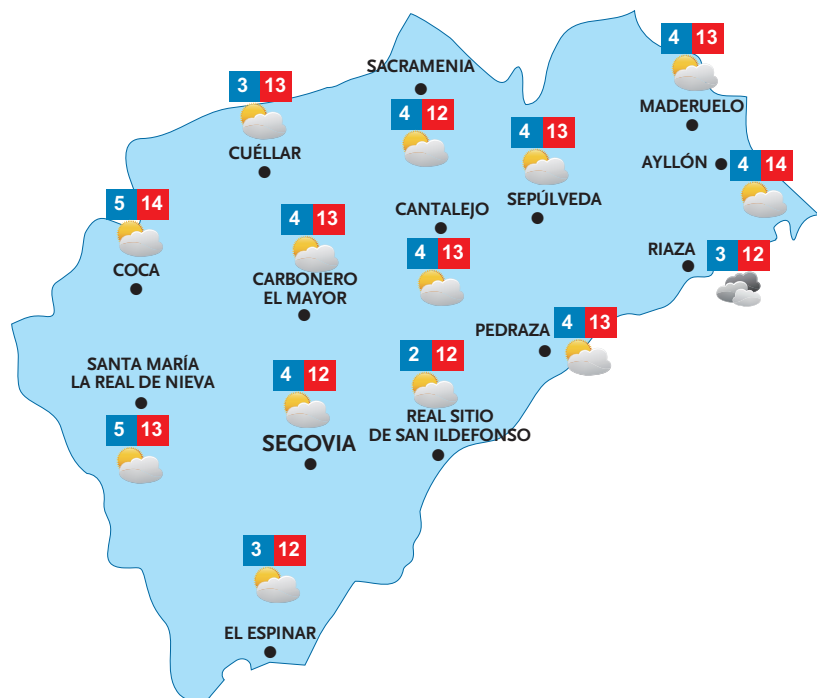 4 13
MADERUELO
SACRAMENIA
4 12
3 13
CUÉLLAR
4 13
SEPÚLVEDA
AYLLÓN
4 14
5 14
COCA
4 13
CARBONERO
EL MAYOR
CANTALEJO
4 13
RIAZA
3 12
PEDRAZA
4 13
SANTA MARÍA
LA REAL DE NIEVA
5 13
4 12
SEGOVIA
2 12
REAL SITIO
DE SAN ILDEFONSO
3 12
EL ESPINAR